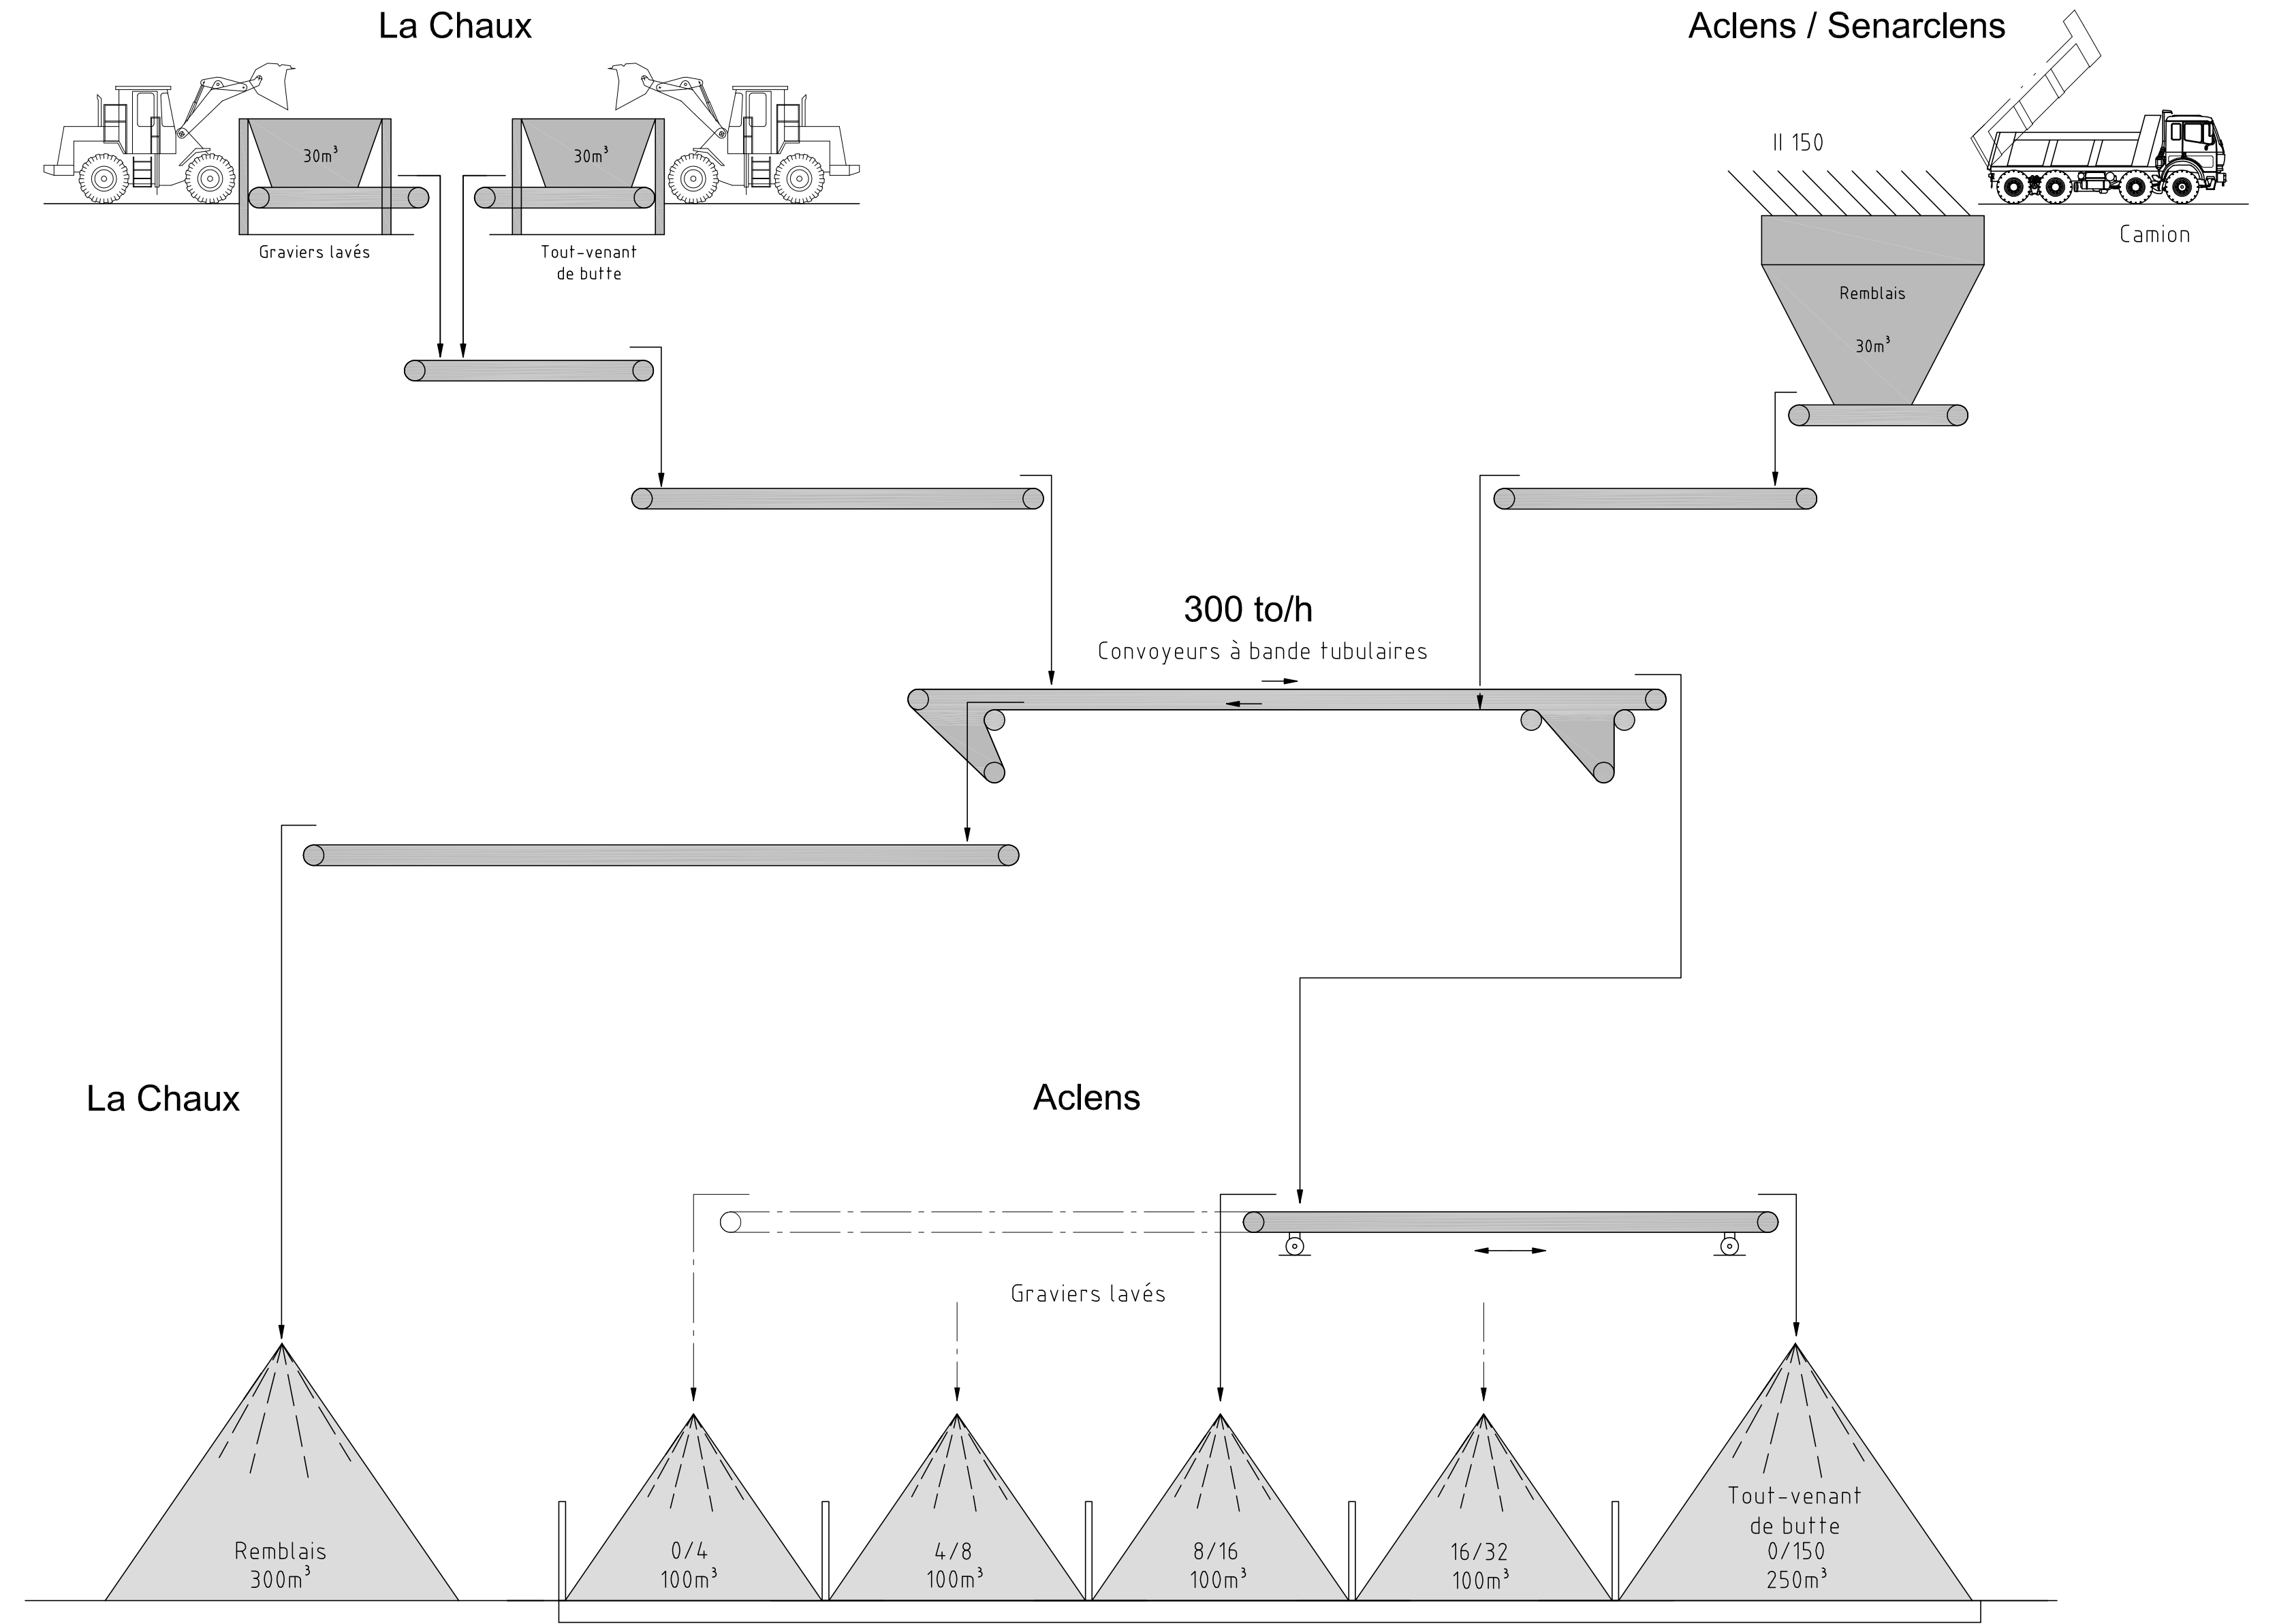 La Chaux
Aclens / Senarclens
30m³
30m³
II 150
Graviers lavés
Tout-venant
de butte
Camion
Remblais
30m³
300 to/h
Convoyeurs à bande tubulaires
La Chaux
Aclens
Graviers lavés
Remblais
300m³
0/4
100m³
4/8
100m³
8/16
100m³
16/32
100m³
Tout-venant
de butte
0/150
250m³